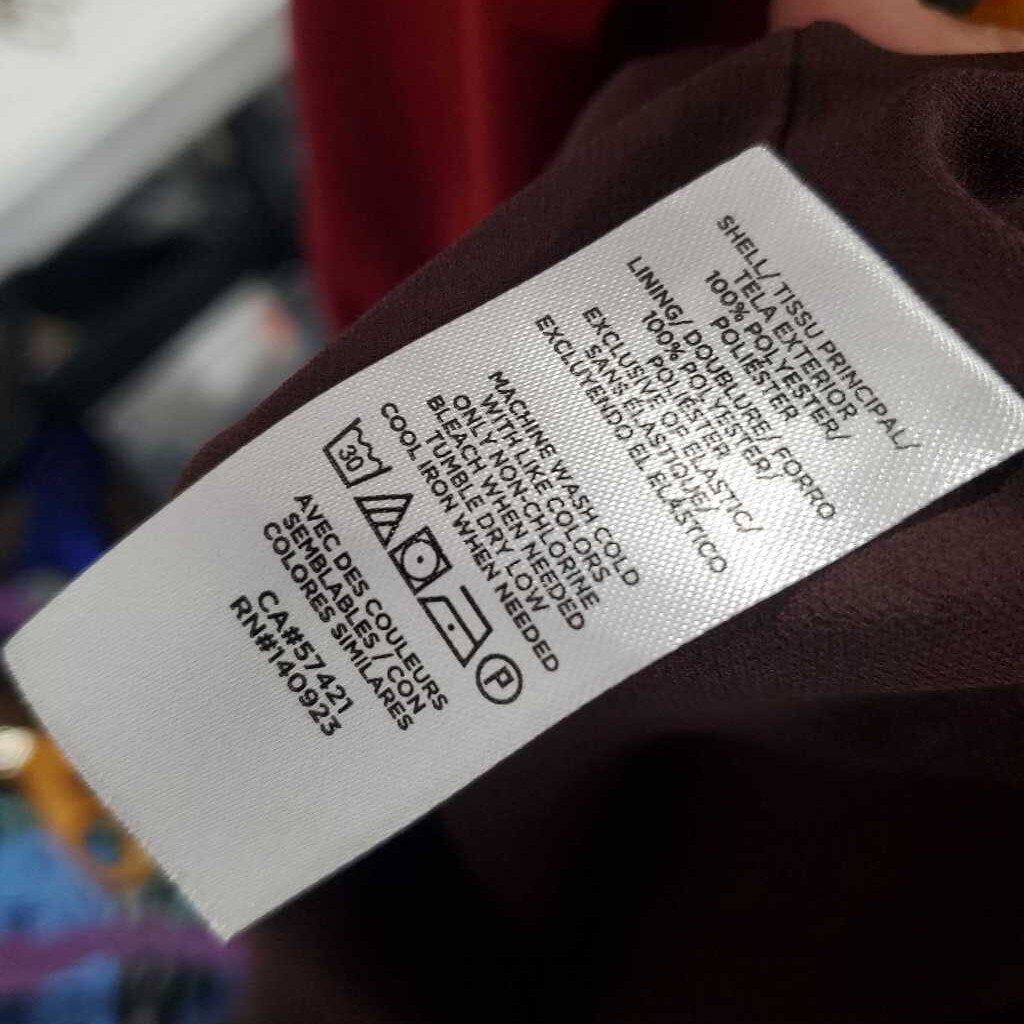 SHELL/ TISSU PRINCIPAL/
TELA EXTERIOR
100% POLYESTER/
POLIÉSTER
LINING/ DOUBLURE/ FORRO
100% POLYESTER/
POLIÉSTER
EXCLUSIVE OF ELASTIC/
SANS ÉLASTIQUE/
EXCLUYENDO EL ELÁSTICO
MACHINE WASH COLD
WITH LIKE COLORS
ONLY NON-CHLORINE
BLEACH WHEN NEEDED
TUMBLE DRY LOW
COOL IRON WHEN NEEDED
30 P
AVEC DES COULEURS
SEMBLABLES / CON
COLORES SIMILARES
CA#57421
RN#140923